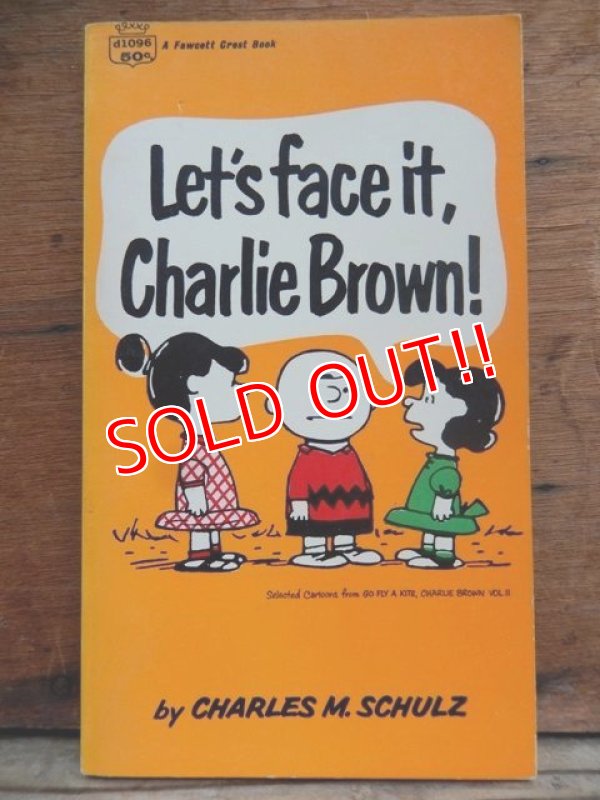 d1096
50¢
A Fawcett Crest Book
Let's face it,
Charlie Brown!
SOLD OUT!!
Selected Cartoons from GO FLY A KITE, CHARLIE BROWN VOL. II
by CHARLES M. SCHULZ